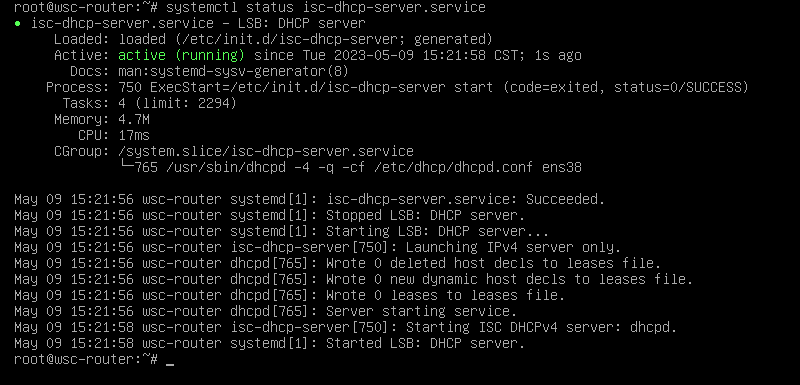 root@wsc-router:~# systemctl status isc-dhcp-server.service
● isc-dhcp-server.service - LSB: DHCP server
     Loaded: loaded (/etc/init.d/isc-dhcp-server; generated)
     Active: active (running) since Tue 2023-05-09 15:21:58 CST; 1s ago
       Docs: man:systemd-sysv-generator(8)
    Process: 750 ExecStart=/etc/init.d/isc-dhcp-server start (code=exited, status=0/SUCCESS)
      Tasks: 4 (limit: 2294)
     Memory: 4.7M
        CPU: 17ms
     CGroup: /system.slice/isc-dhcp-server.service
             └─765 /usr/sbin/dhcpd -4 -q -cf /etc/dhcp/dhcpd.conf ens38
May 09 15:21:56 wsc-router systemd[1]: isc-dhcp-server.service: Succeeded.
May 09 15:21:56 wsc-router systemd[1]: Stopped LSB: DHCP server.
May 09 15:21:56 wsc-router systemd[1]: Starting LSB: DHCP server...
May 09 15:21:56 wsc-router isc-dhcp-server[750]: Launching IPv4 server only.
May 09 15:21:56 wsc-router dhcpd[765]: Wrote 0 deleted host decls to leases file.
May 09 15:21:56 wsc-router dhcpd[765]: Wrote 0 new dynamic host decls to leases file.
May 09 15:21:56 wsc-router dhcpd[765]: Wrote 0 leases to leases file.
May 09 15:21:56 wsc-router dhcpd[765]: Server starting service.
May 09 15:21:58 wsc-router isc-dhcp-server[750]: Starting ISC DHCPv4 server: dhcpd.
May 09 15:21:58 wsc-router systemd[1]: Started LSB: DHCP server.
root@wsc-router:~# _